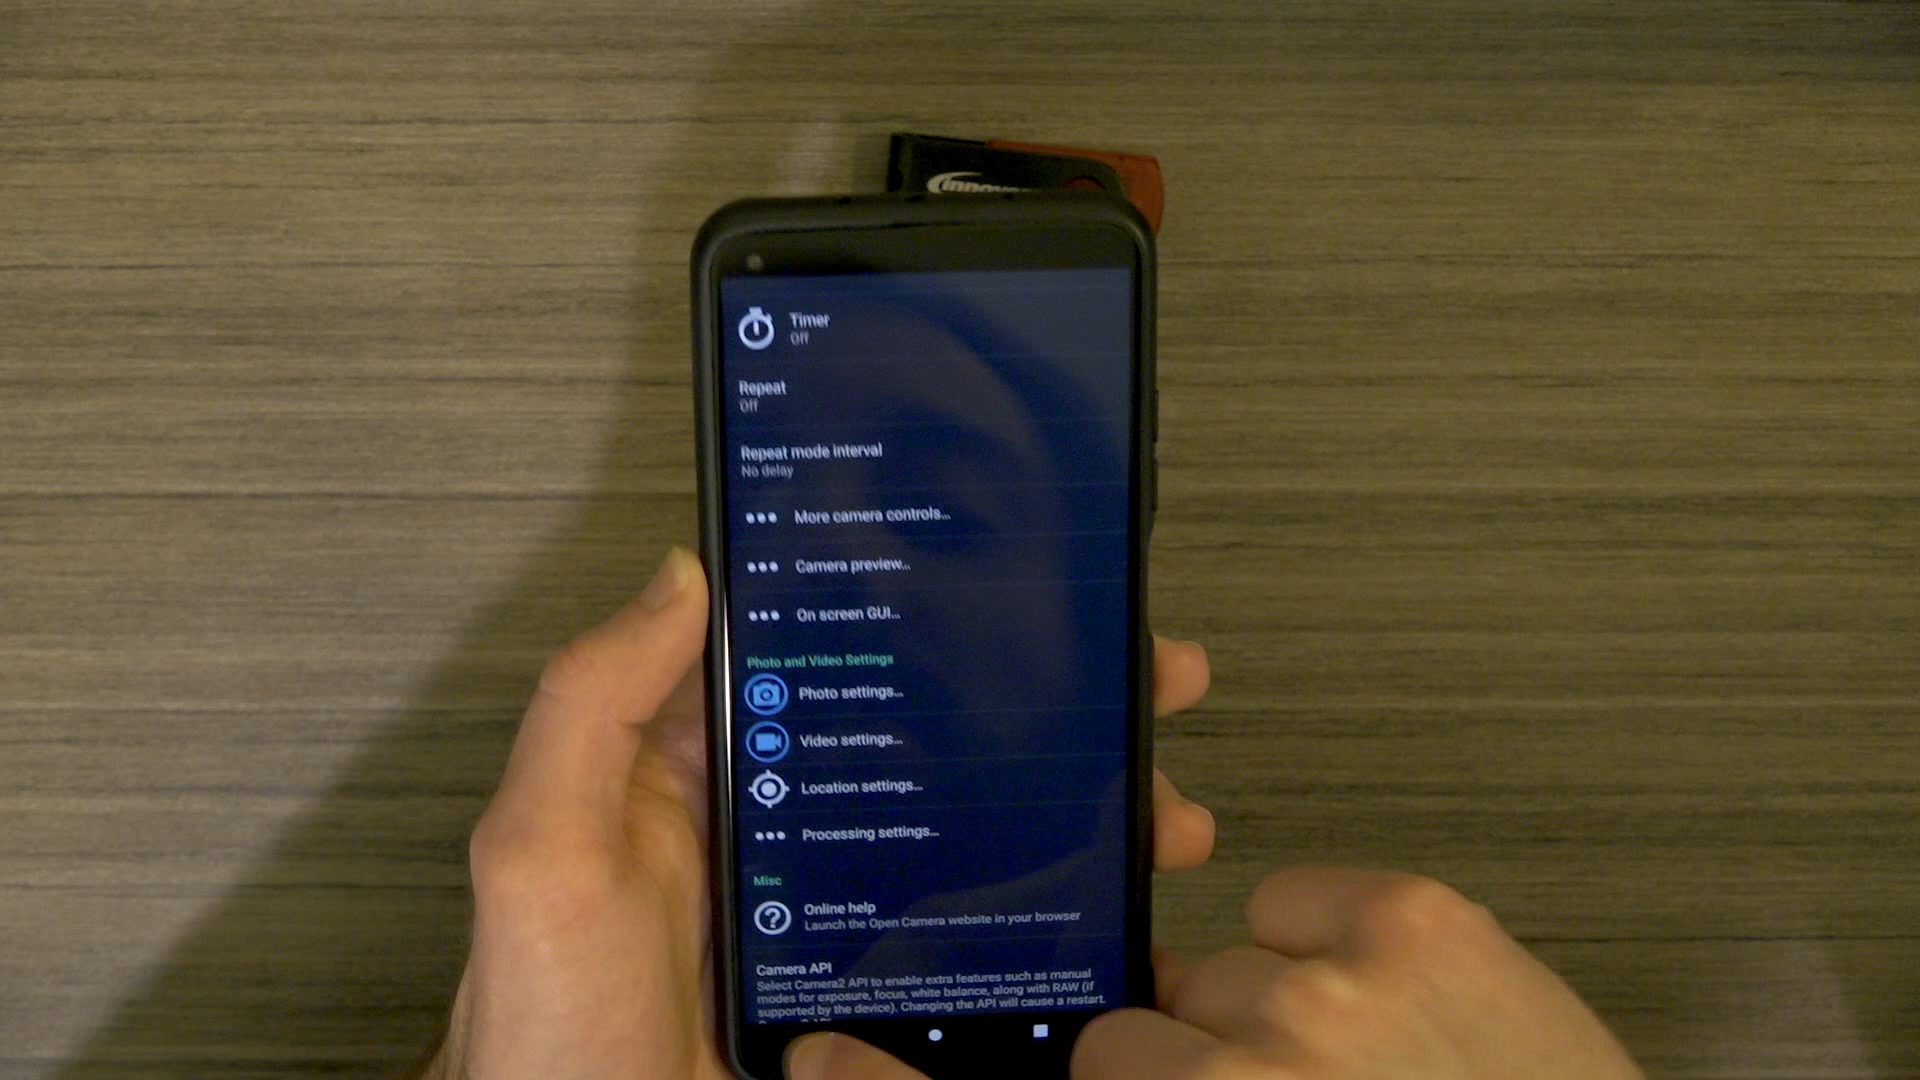 Timer
Off
Repeat
Off
Repeat mode interval
No delay
More camera controls...
Camera preview...
On screen GUI...
Photo and Video Settings
Photo settings...
Video settings...
Location settings...
Processing settings...
Misc
Online help
Launch the Open Camera website in your browser
Camera API
Select Camera2 API to enable extra features such as manual
modes for exposure, focus, white balance, along with RAW (if
supported by the device). Changing the API will cause a restart.